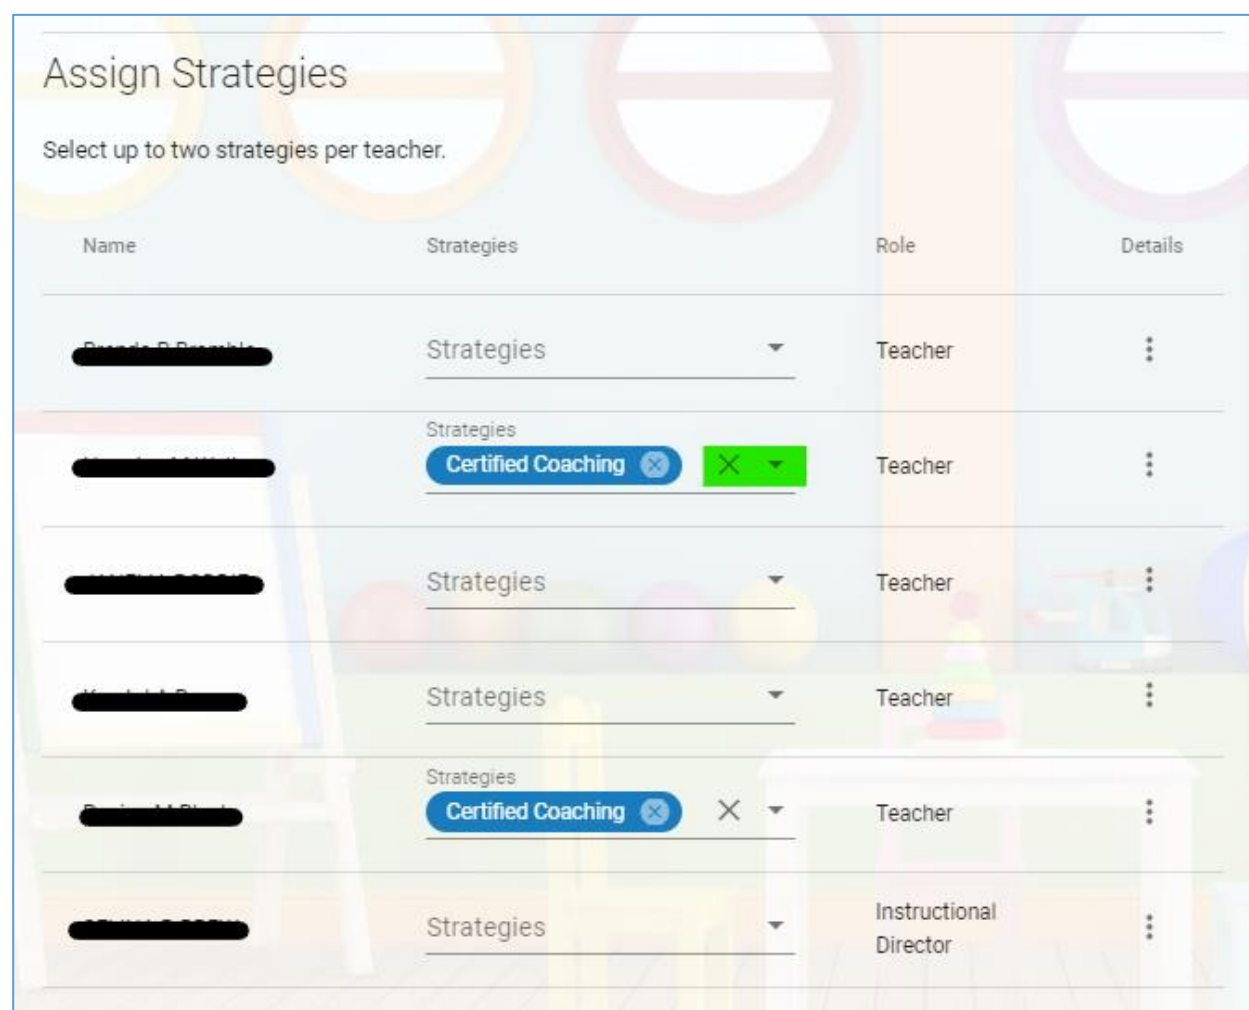 Assign Strategies
Select up to two strategies per teacher.
Name Strategies Role Details
Strategies Teacher
Strategies
Certified Coaching Teacher
Strategies Teacher
Strategies Teacher
Strategies
Certified Coaching Teacher
Strategies Instructional
Director